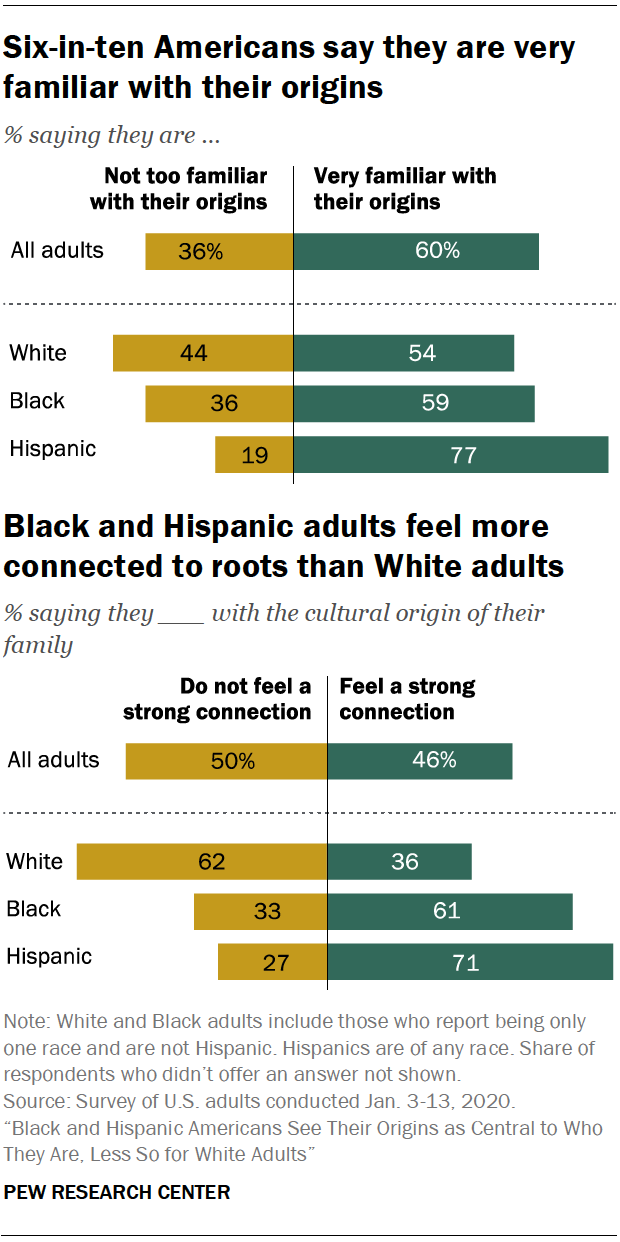 Six-in-ten Americans say they are very
familiar with their origins
% saying they are ...
Not too familiar
with their origins
Very familiar with
their origins
All adults 36% 60%
White 44 54
Black 36 59
Hispanic 19 77
Black and Hispanic adults feel more
connected to roots than White adults
% saying they ___ with the cultural origin of their
family
Do not feel a
strong connection
Feel a strong
connection
All adults 50% 46%
White 62 36
Black 33 61
Hispanic 27 71
Note: White and Black adults include those who report being only
one race and are not Hispanic. Hispanics are of any race. Share of
respondents who didn’t offer an answer not shown.
Source: Survey of U.S. adults conducted Jan. 3-13, 2020.
“Black and Hispanic Americans See Their Origins as Central to Who
They Are, Less So for White Adults”
PEW RESEARCH CENTER